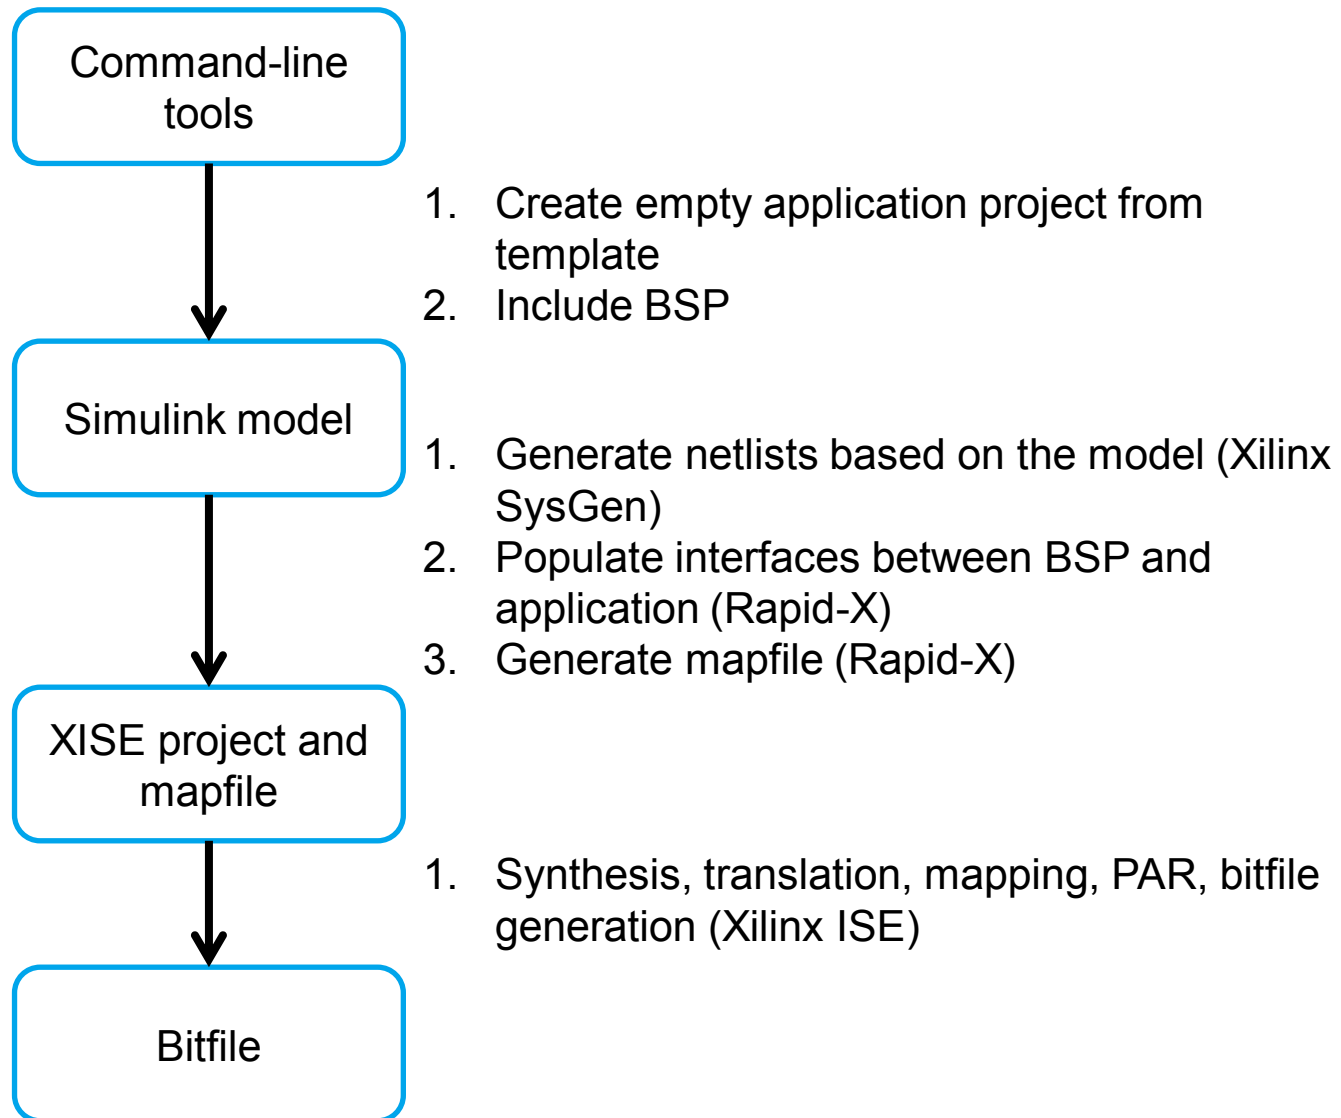 Command-line
tools
1. Create empty application project from
template
2. Include BSP
Simulink model
1. Generate netlists based on the model (Xilinx
SysGen)
2. Populate interfaces between BSP and
application (Rapid-X)
3. Generate mapfile (Rapid-X)
XISE project and
mapfile
1. Synthesis, translation, mapping, PAR, bitfile
generation (Xilinx ISE)
Bitfile